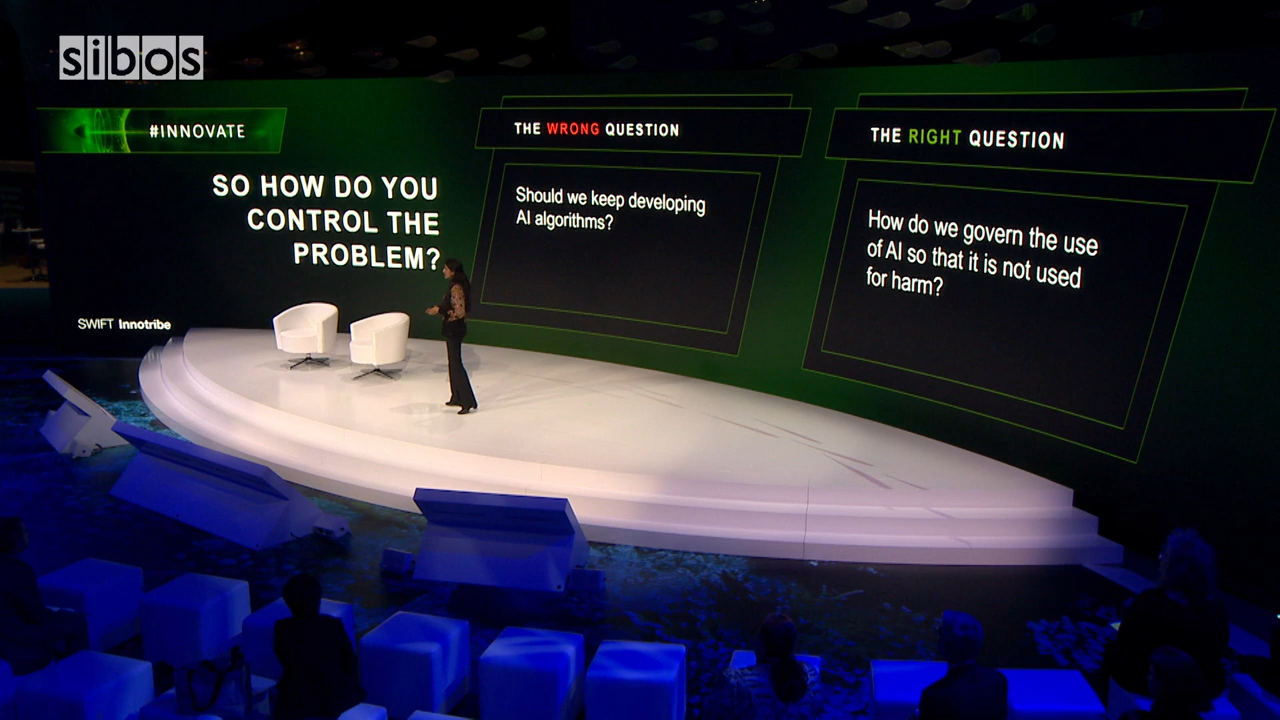 sibos
#INNOVATE
SO HOW DO YOU
CONTROL THE
PROBLEM?
SWIFT Innotribe
THE WRONG QUESTION
Should we keep developing
AI algorithms?
THE RIGHT QUESTION
How do we govern the use
of AI so that it is not used
for harm?